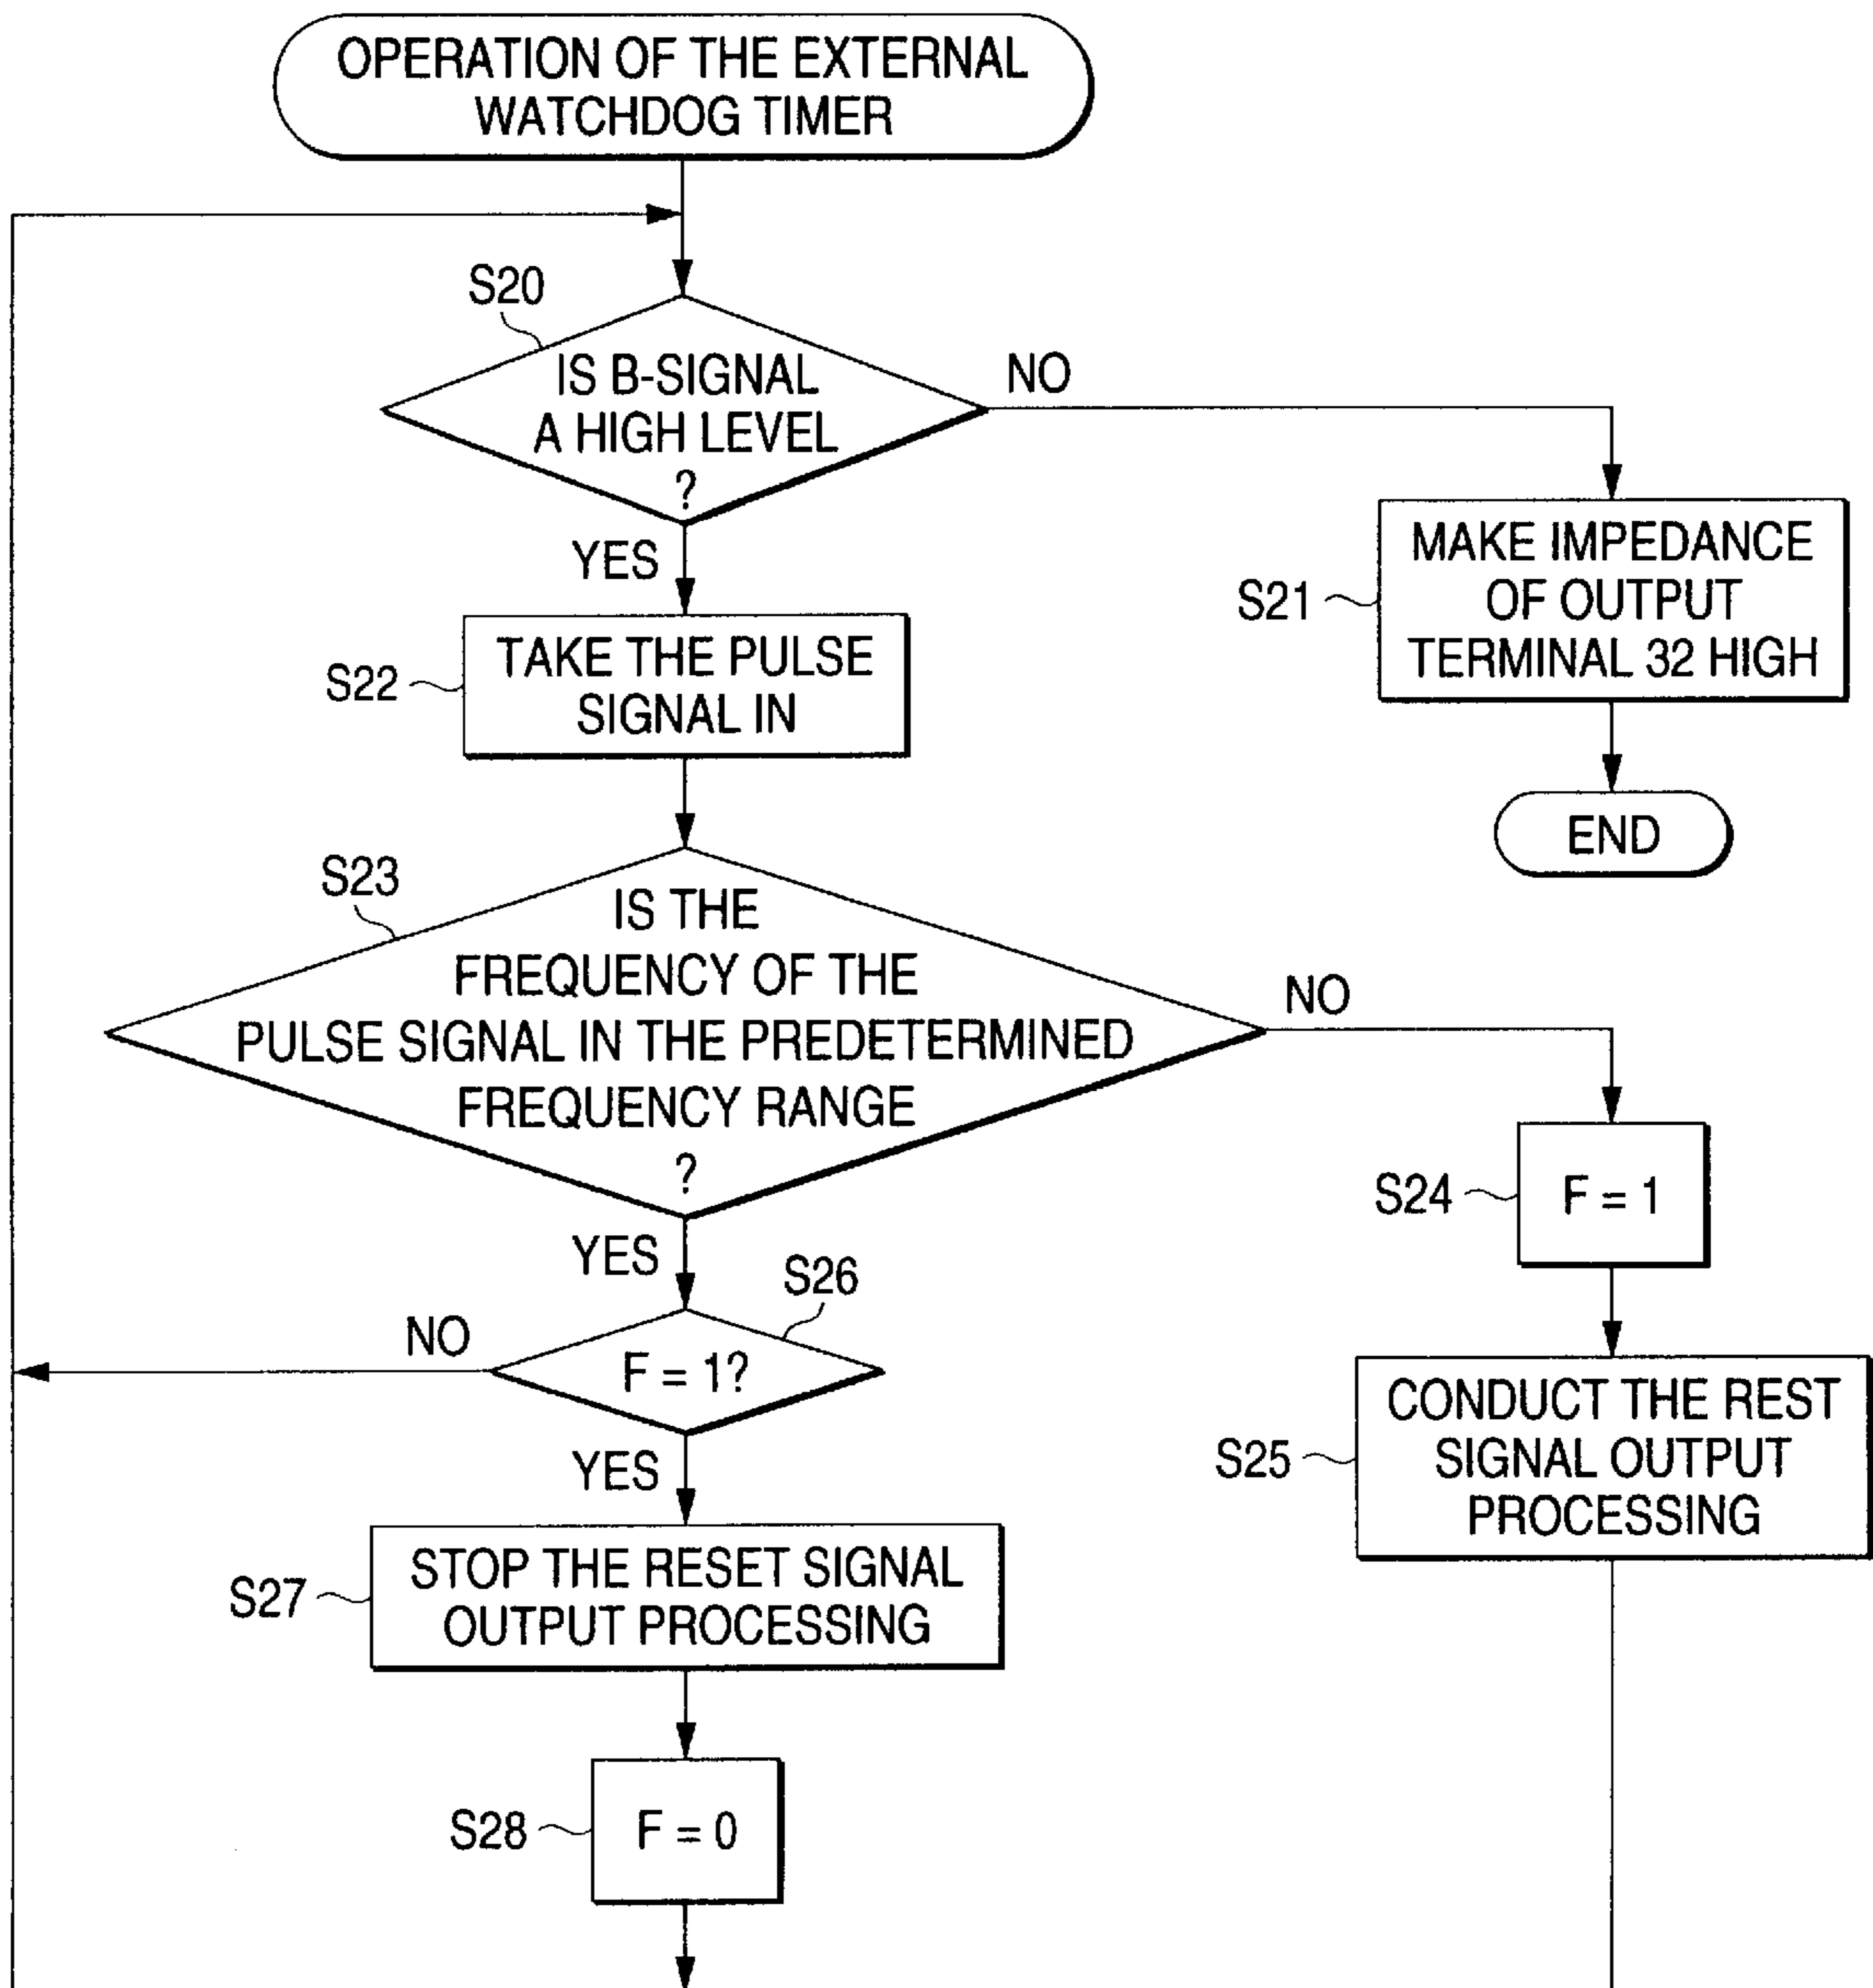 OPERATION OF THE EXTERNAL
WATCHDOG TIMER
S20
IS B-SIGNAL
A HIGH LEVEL
?
NO
YES
S21
MAKE IMPEDANCE
OF OUTPUT
TERMINAL 32 HIGH
END
S22
TAKE THE PULSE
SIGNAL IN
S23
IS THE
FREQUENCY OF THE
PULSE SIGNAL IN THE PREDETERMINED
FREQUENCY RANGE
?
NO
YES
S24
F = 1
S25
CONDUCT THE REST
SIGNAL OUTPUT
PROCESSING
S26
F = 1?
NO
YES
S27
STOP THE RESET SIGNAL
OUTPUT PROCESSING
S28
F = 0